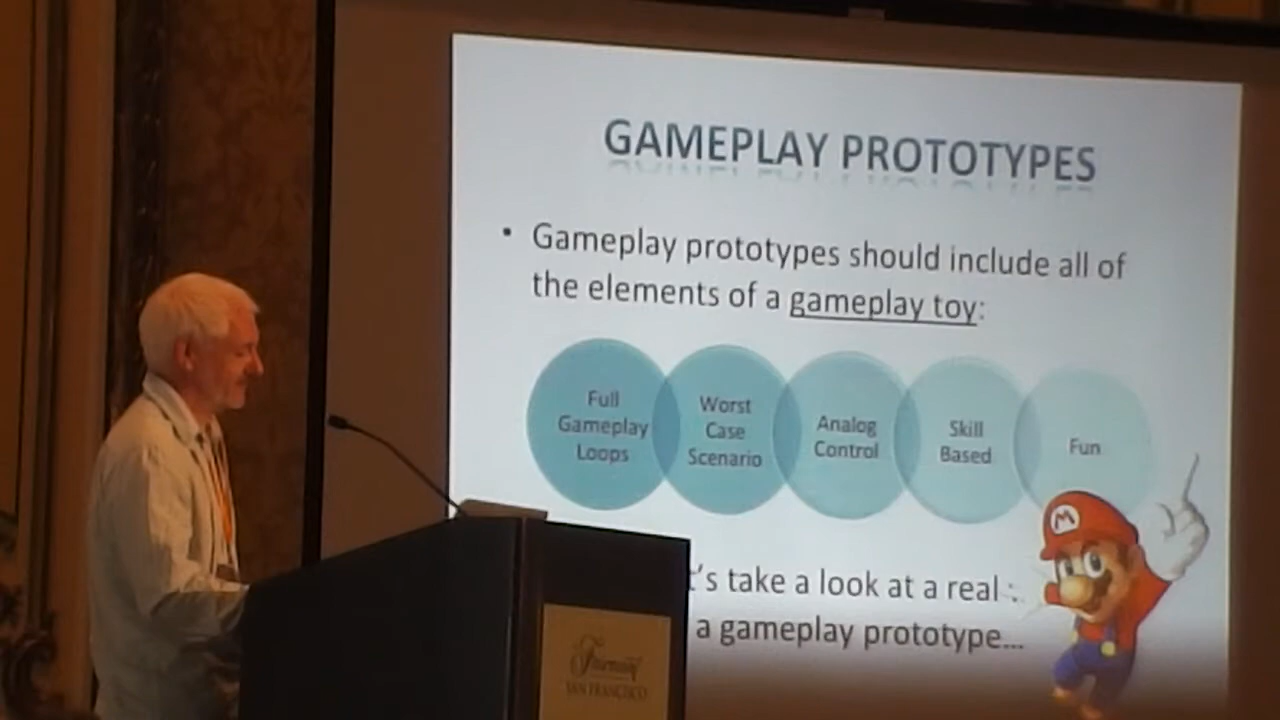 GAMEPLAY PROTOTYPES
• Gameplay prototypes should include all of
the elements of a gameplay toy:
Full
Gameplay
Loops
Worst
Case
Scenario
Analog
Control
Skill
Based
Fun
M
t's take a look at a real
a gameplay prototype...
Fairmont
SAN FRANCISCO